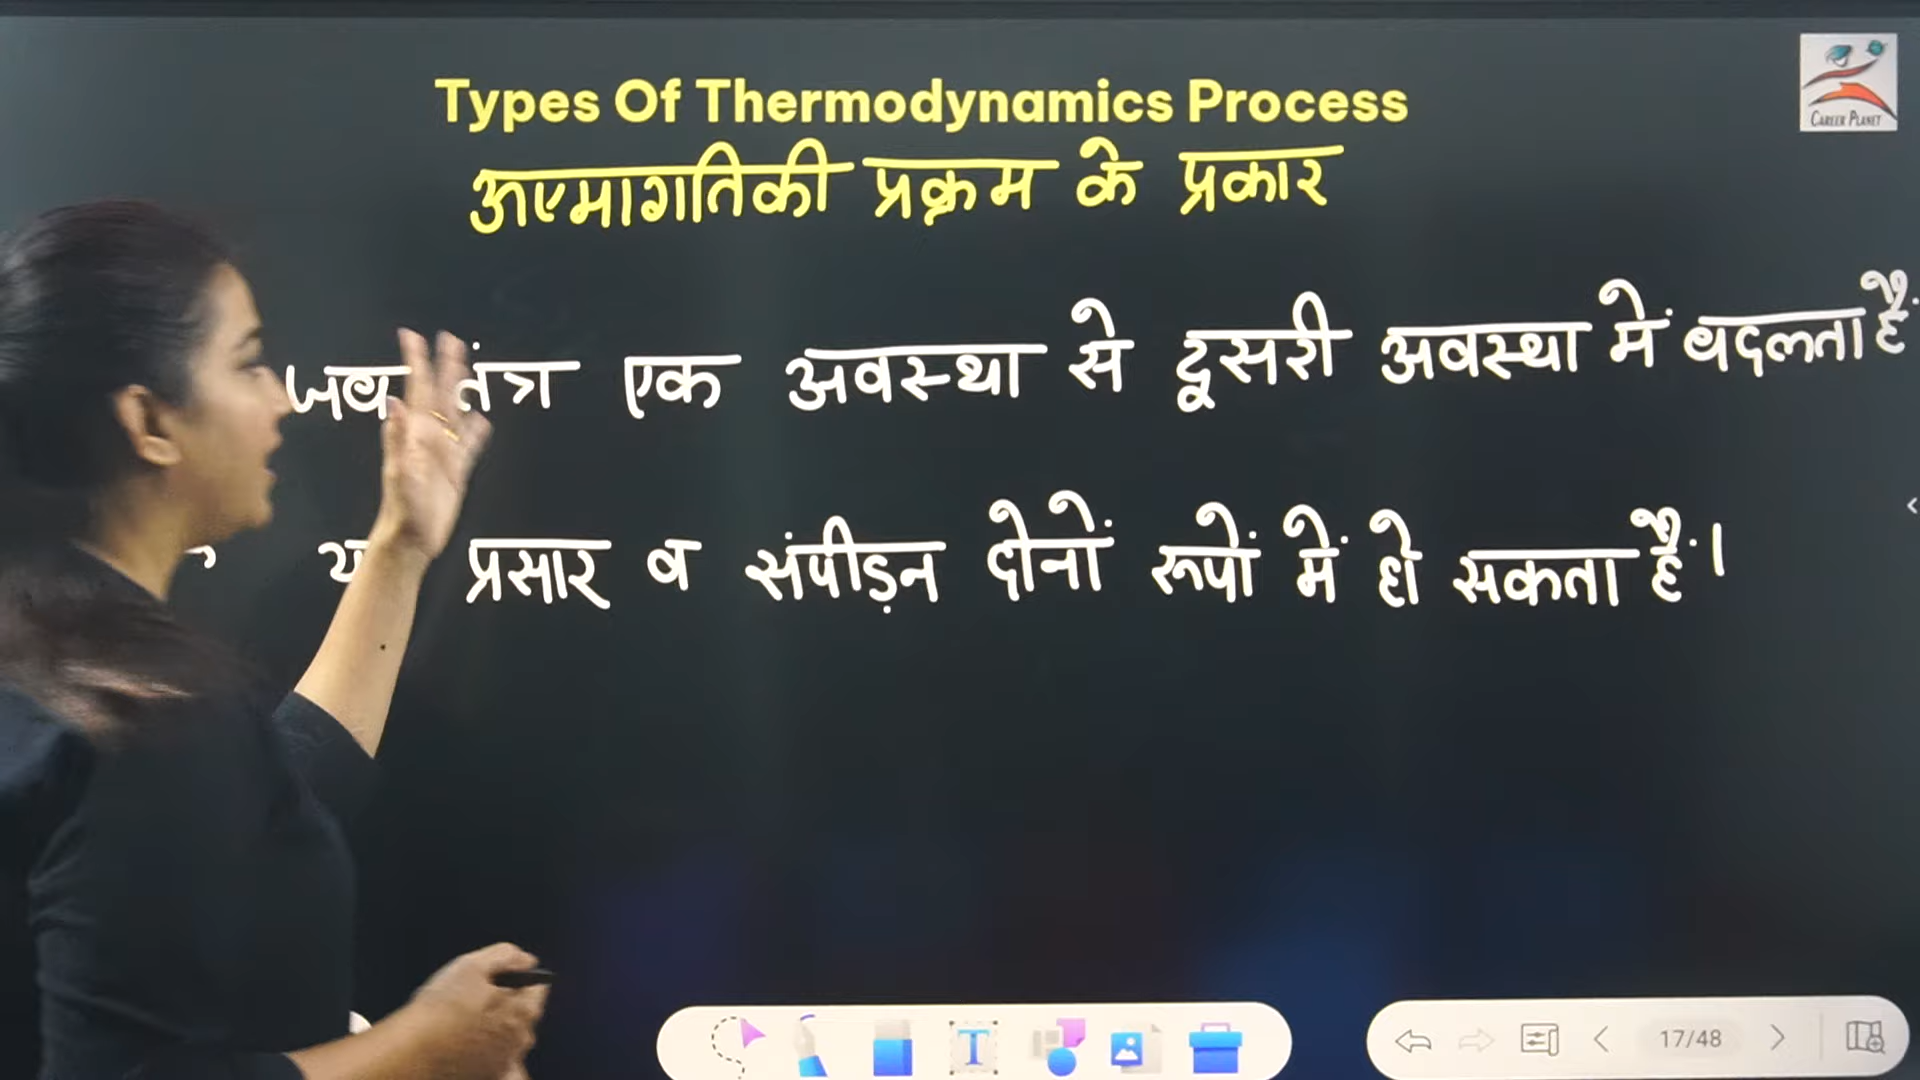 Types Of Thermodynamics Process
CAREER PLANET
ऊष्मागतिकी प्रक्रम के प्रकार
जब तंत्र एक अवस्था से दूसरी अवस्था में बदलता है
प्रसार व संपीड़न दोनों रूपों में हो सकता है।
17/48